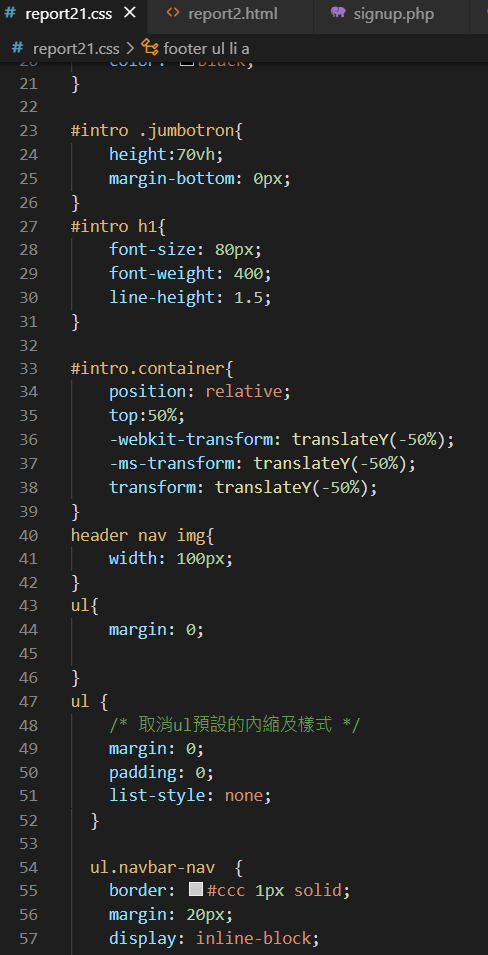 # report21.css × <> report2.html signup.php
# report21.css > footer ul li a
20 color: black;
21 }
22
23 #intro .jumbotron{
24 height:70vh;
25 margin-bottom: 0px;
26 }
27 #intro h1{
28 font-size: 80px;
29 font-weight: 400;
30 line-height: 1.5;
31 }
32
33 #intro.container{
34 position: relative;
35 top:50%;
36 -webkit-transform: translateY(-50%);
37 -ms-transform: translateY(-50%);
38 transform: translateY(-50%);
39 }
40 header nav img{
41 width: 100px;
42 }
43 ul{
44 margin: 0;
45
46 }
47 ul {
48 /* 取消ul預設的內縮及樣式 */
49 margin: 0;
50 padding: 0;
51 list-style: none;
52 }
53
54 ul.navbar-nav {
55 border: #ccc 1px solid;
56 margin: 20px;
57 display: inline-block;